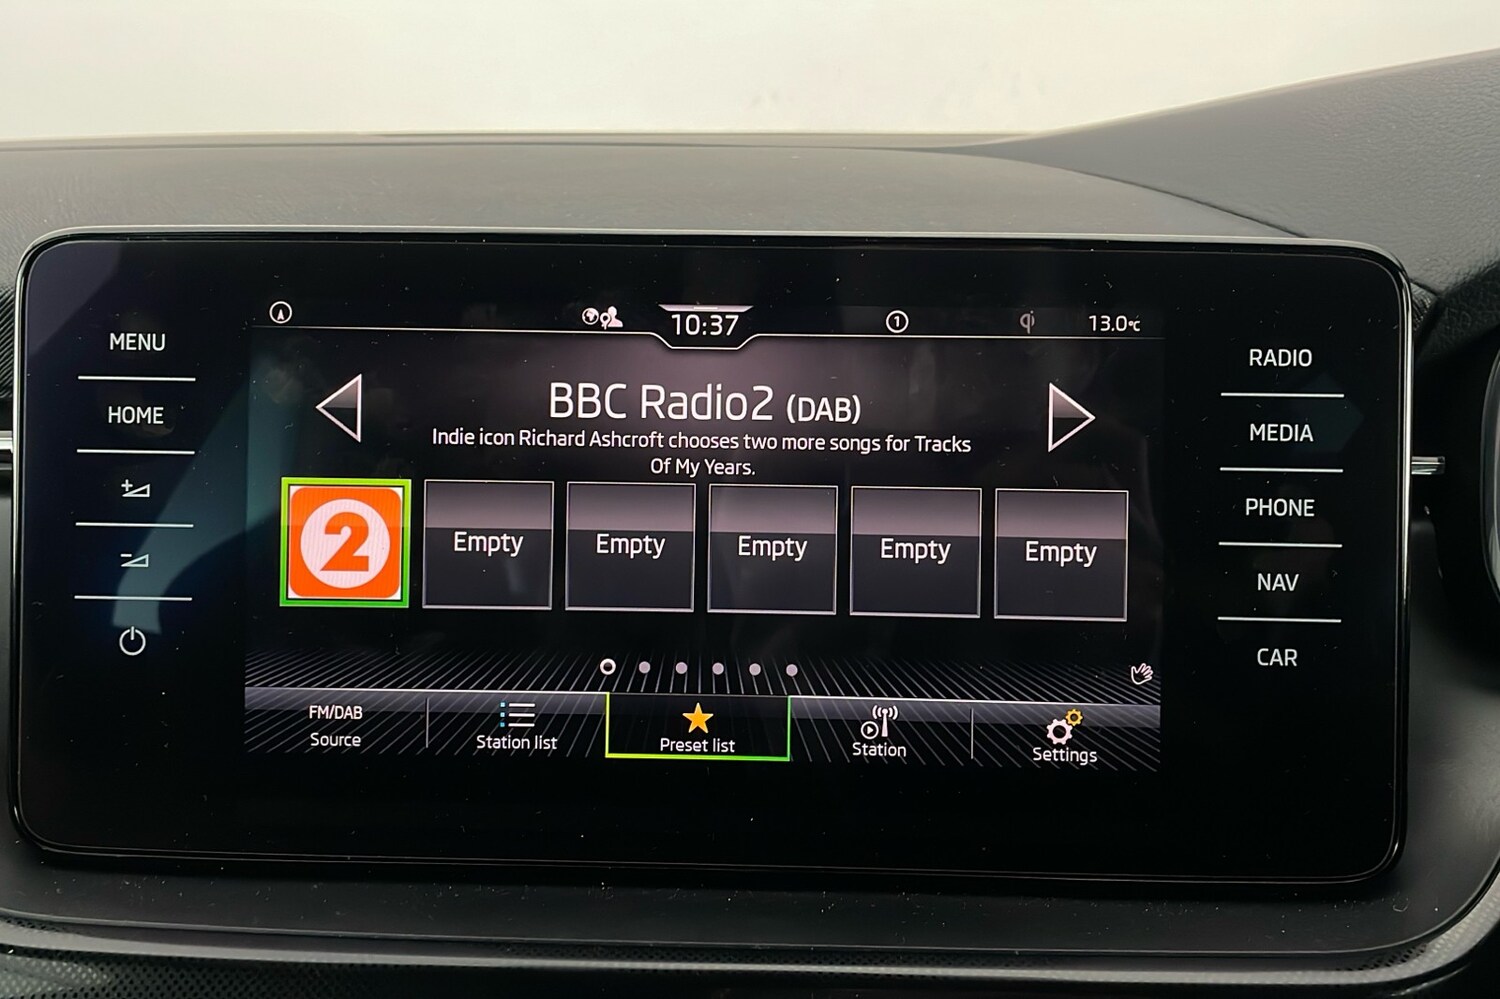 10:37
1
13.0°C
MENU
HOME
RADIO
MEDIA
PHONE
NAV
CAR
BBC Radio2 (DAB)
Indie icon Richard Ashcroft chooses two more songs for Tracks
Of My Years.
2
Empty
Empty
Empty
Empty
Empty
FM/DAB
Source
Station list
Preset list
Station
Settings